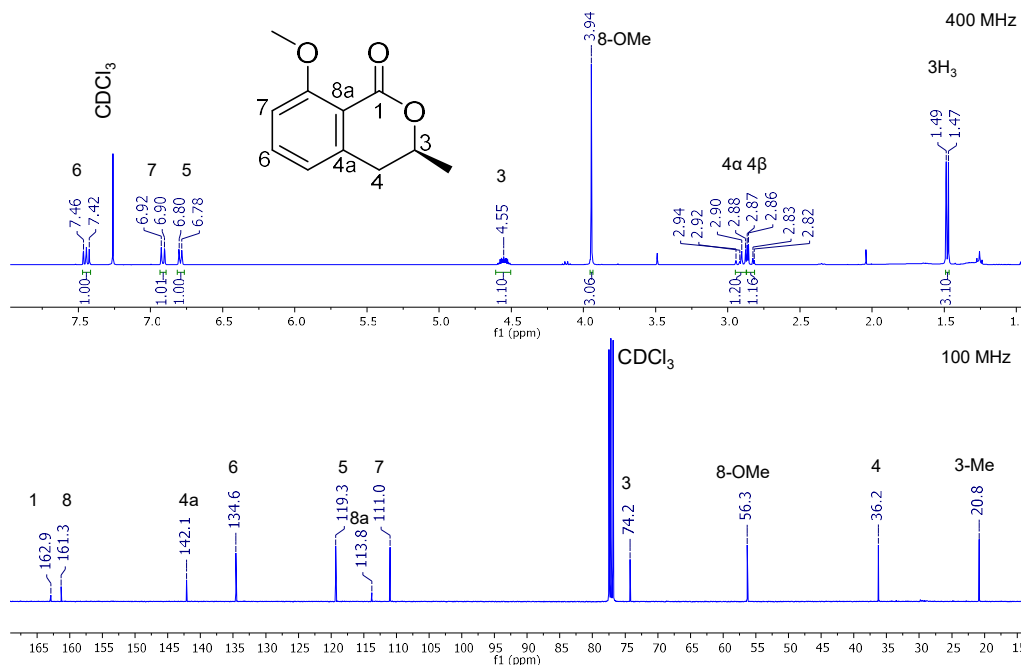 400 MHz
3.94
8-OMe
CDCl3
O
O
8a
7
1
O
3
6
4a
4
3H3
1.49
1.47
6
7
5
3
4α 4β
7.46
7.42
6.92
6.90
6.80
6.78
4.55
2.94
2.92
2.90
2.88
2.87
2.86
2.83
2.82
1.00
1.01
1.00
1.10
3.06
1.20
1.16
3.10
7.5 7.0 6.5 6.0 5.5 5.0 4.5 4.0 3.5 3.0 2.5 2.0 1.5 1.
f1 (ppm)
CDCl3
100 MHz
1
8
4a
6
5
8a
7
3
8-OMe
4
3-Me
162.9
161.3
142.1
134.6
119.3
113.8
111.0
74.2
56.3
36.2
20.8
165 160 155 150 145 140 135 130 125 120 115 110 105 100 95 90 85 80 75 70 65 60 55 50 45 40 35 30 25 20 15
f1 (ppm)